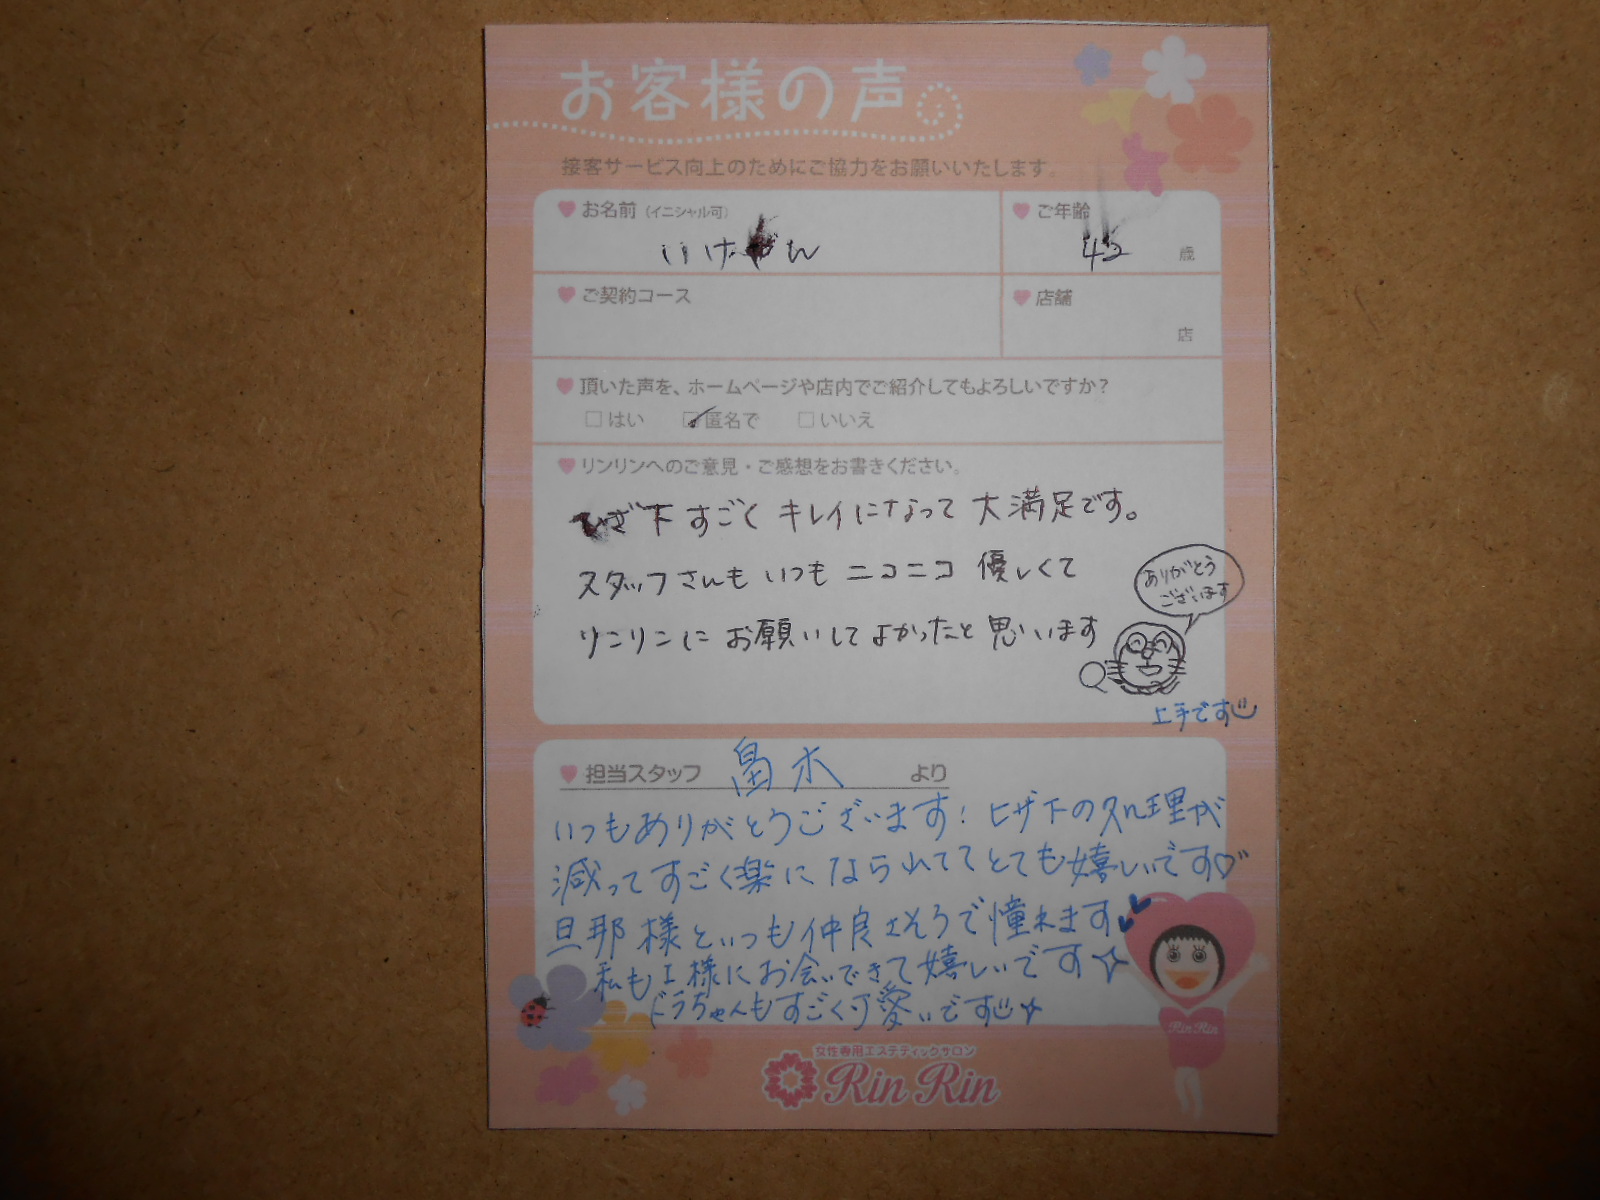 お客様の声
接客サービス向上のためにご協力をお願いいたします。
お名前（イニシャル可）
いけ ん
ご年齢
42 歳
ご契約コース
店舗
店
頂いた声を、ホームページや店内でご紹介してもよろしいですか？
はい 匿名で いいえ
リンリンへのご意見・ご感想をお書きください。
ひざ下 すごく キレイになって 大満足です。
スタッフさんも いつも ニコニコ 優しくて
リンリンに お願いして よかったと 思います
ありがとう
ございます
上手です
担当スタッフ 畠木 より
いつもありがとうございます！ ヒザ下の処理が
減ってすごく楽になられててとても嬉しいです♡
旦那様といつも仲良さそうで憧れます
私もI様にお会いできて嬉しいです
ドラちゃんもすごく可愛いです
RinRin
女性専用エステティックサロン
Rin Rin